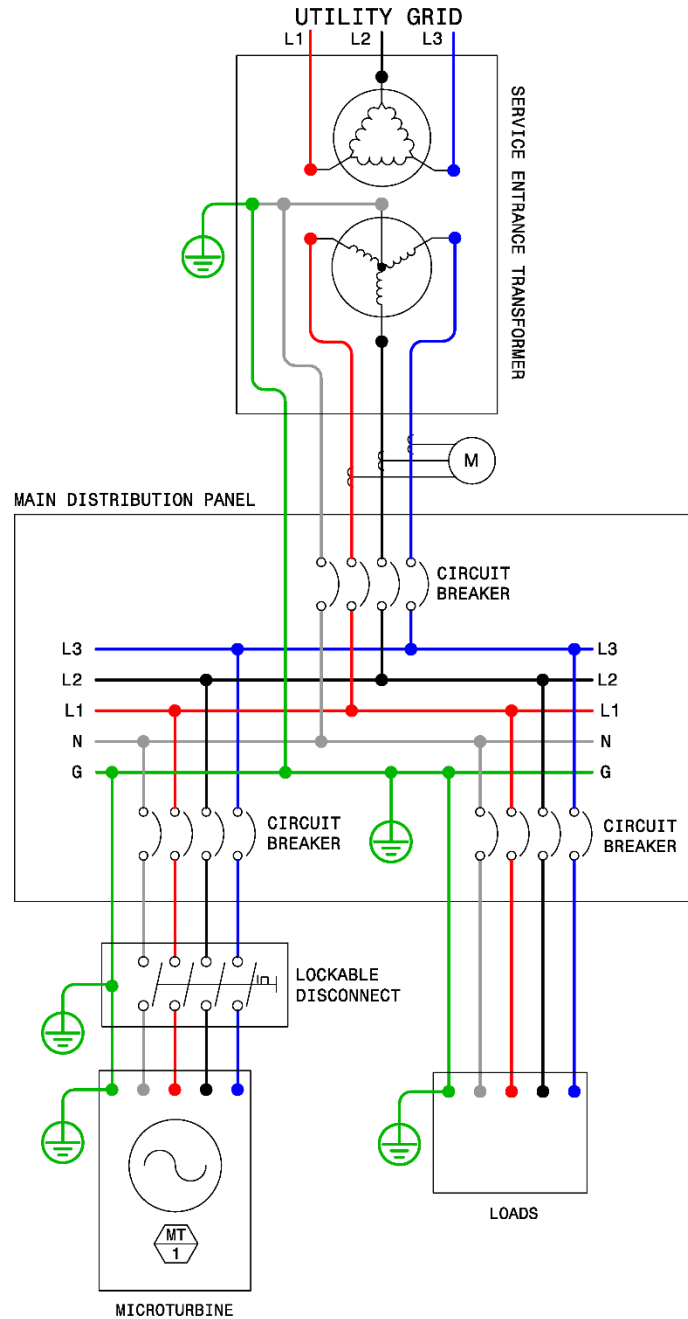 UTILITY GRID
L1 L2 L3
SERVICE ENTRANCE TRANSFORMER
M
MAIN DISTRIBUTION PANEL
CIRCUIT
BREAKER
L3 L3
L2 L2
L1 L1
N N
G G
CIRCUIT
BREAKER
CIRCUIT
BREAKER
LOCKABLE
DISCONNECT
MT
1
LOADS
MICROTURBINE